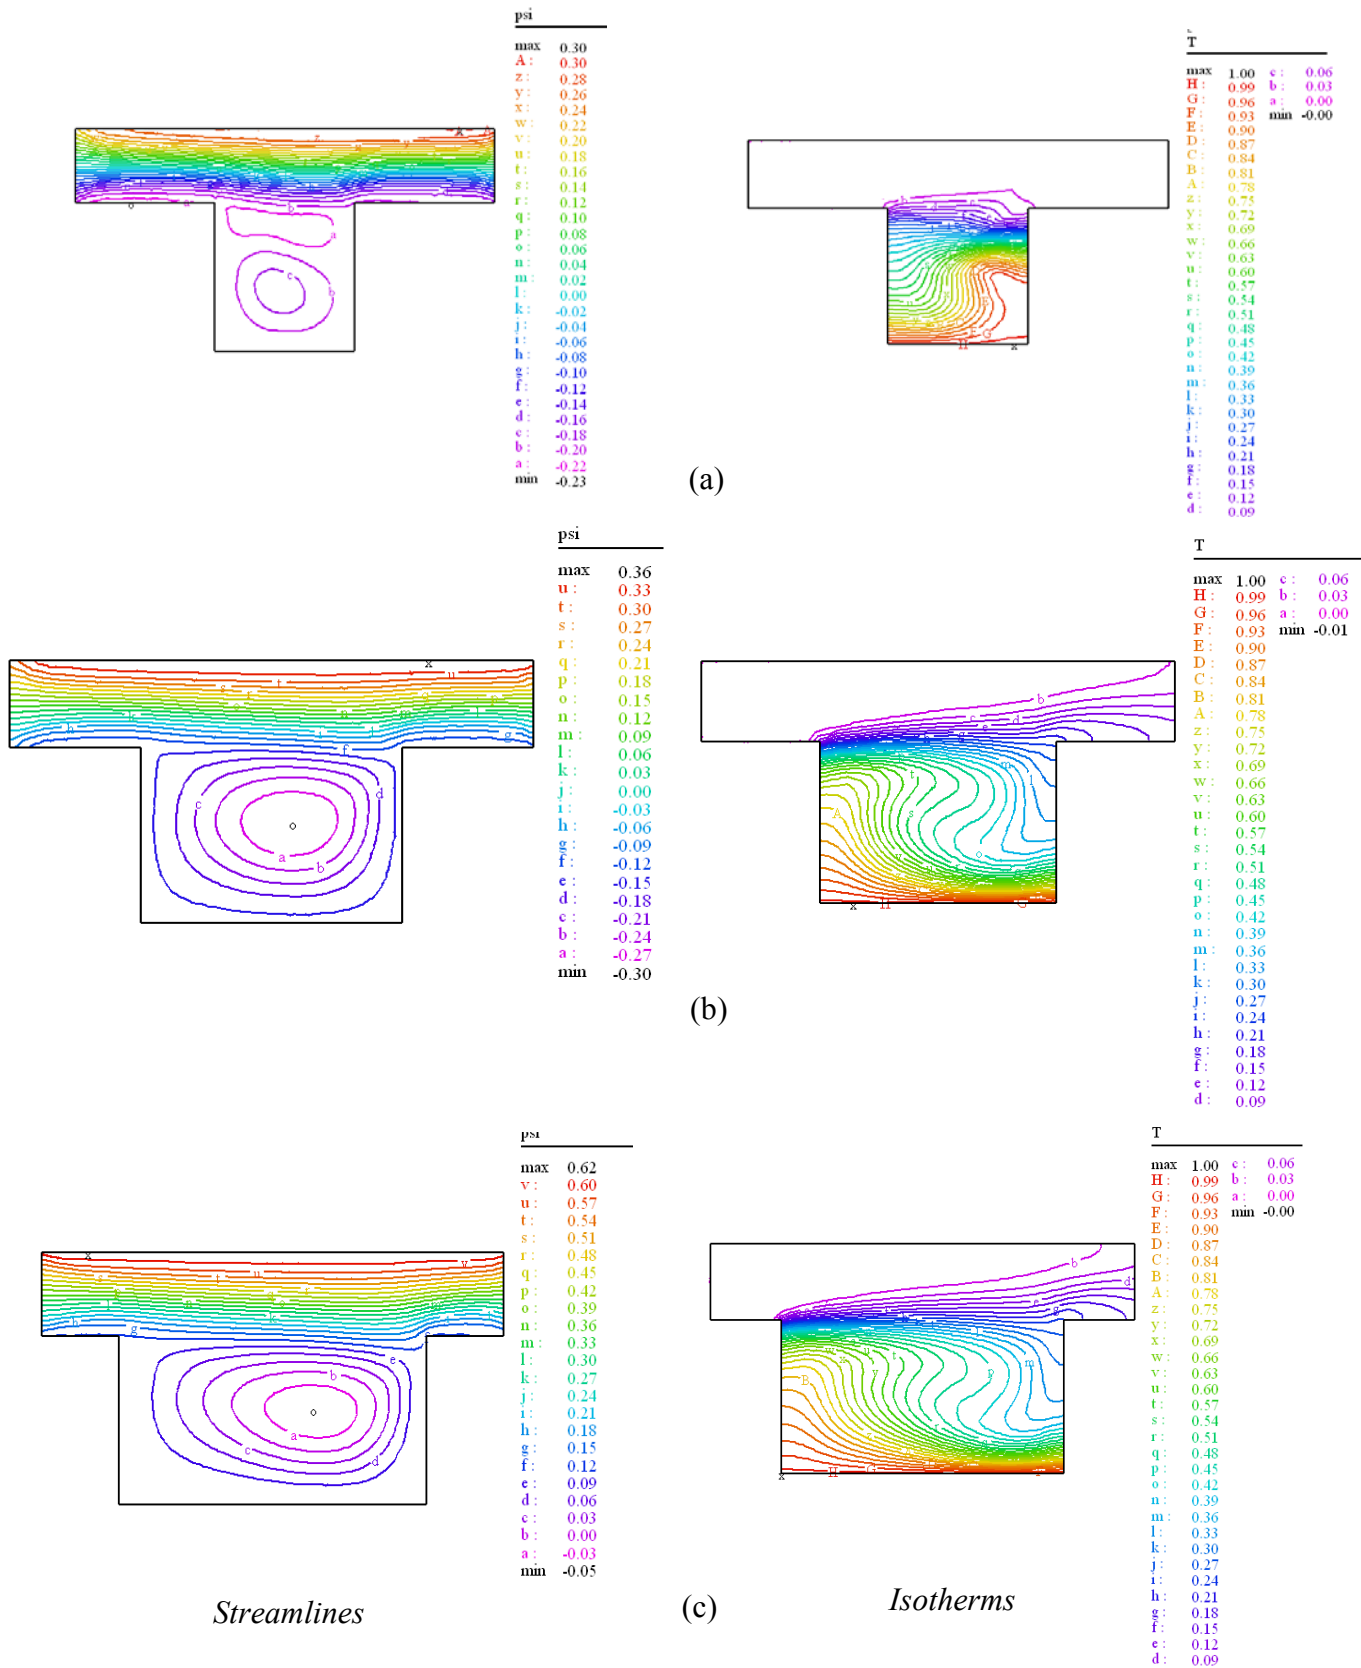 psi
max 0.30
A : 0.30
z : 0.28
y : 0.26
x : 0.24
w : 0.22
v : 0.20
u : 0.18
t : 0.16
s : 0.14
r : 0.12
q : 0.10
p : 0.08
o : 0.06
n : 0.04
m : 0.02
l : 0.00
k : -0.02
j : -0.04
i : -0.06
h : -0.08
g : -0.10
f : -0.12
e : -0.14
d : -0.16
c : -0.18
b : -0.20
a : -0.22
min -0.23
T
max 1.00 c : 0.06
H : 0.99 b : 0.03
G : 0.96 a : 0.00
F : 0.93 min -0.00
E : 0.90
D : 0.87
C : 0.84
B : 0.81
A : 0.78
z : 0.75
y : 0.72
x : 0.69
w : 0.66
v : 0.63
u : 0.60
t : 0.57
s : 0.54
r : 0.51
q : 0.48
p : 0.45
o : 0.42
n : 0.39
m : 0.36
l : 0.33
k : 0.30
j : 0.27
i : 0.24
h : 0.21
g : 0.18
f : 0.15
e : 0.12
d : 0.09
(a)
psi
max 0.36
u : 0.33
t : 0.30
s : 0.27
r : 0.24
q : 0.21
p : 0.18
o : 0.15
n : 0.12
m : 0.09
l : 0.06
k : 0.03
j : 0.00
i : -0.03
h : -0.06
g : -0.09
f : -0.12
e : -0.15
d : -0.18
c : -0.21
b : -0.24
a : -0.27
min -0.30
T
max 1.00 c : 0.06
H : 0.99 b : 0.03
G : 0.96 a : 0.00
F : 0.93 min -0.01
E : 0.90
D : 0.87
C : 0.84
B : 0.81
A : 0.78
z : 0.75
y : 0.72
x : 0.69
w : 0.66
v : 0.63
u : 0.60
t : 0.57
s : 0.54
r : 0.51
q : 0.48
p : 0.45
o : 0.42
n : 0.39
m : 0.36
l : 0.33
k : 0.30
j : 0.27
i : 0.24
h : 0.21
g : 0.18
f : 0.15
e : 0.12
d : 0.09
(b)
psi
max 0.62
v : 0.60
u : 0.57
t : 0.54
s : 0.51
r : 0.48
q : 0.45
p : 0.42
o : 0.39
n : 0.36
m : 0.33
l : 0.30
k : 0.27
j : 0.24
i : 0.21
h : 0.18
g : 0.15
f : 0.12
e : 0.09
d : 0.06
c : 0.03
b : 0.00
a : -0.03
min -0.05
T
max 1.00 c : 0.06
H : 0.99 b : 0.03
G : 0.96 a : 0.00
F : 0.93 min -0.00
E : 0.90
D : 0.87
C : 0.84
B : 0.81
A : 0.78
z : 0.75
y : 0.72
x : 0.69
w : 0.66
v : 0.63
u : 0.60
t : 0.57
s : 0.54
r : 0.51
q : 0.48
p : 0.45
o : 0.42
n : 0.39
m : 0.36
l : 0.33
k : 0.30
j : 0.27
i : 0.24
h : 0.21
g : 0.18
f : 0.15
e : 0.12
d : 0.09
Streamlines (c) Isotherms